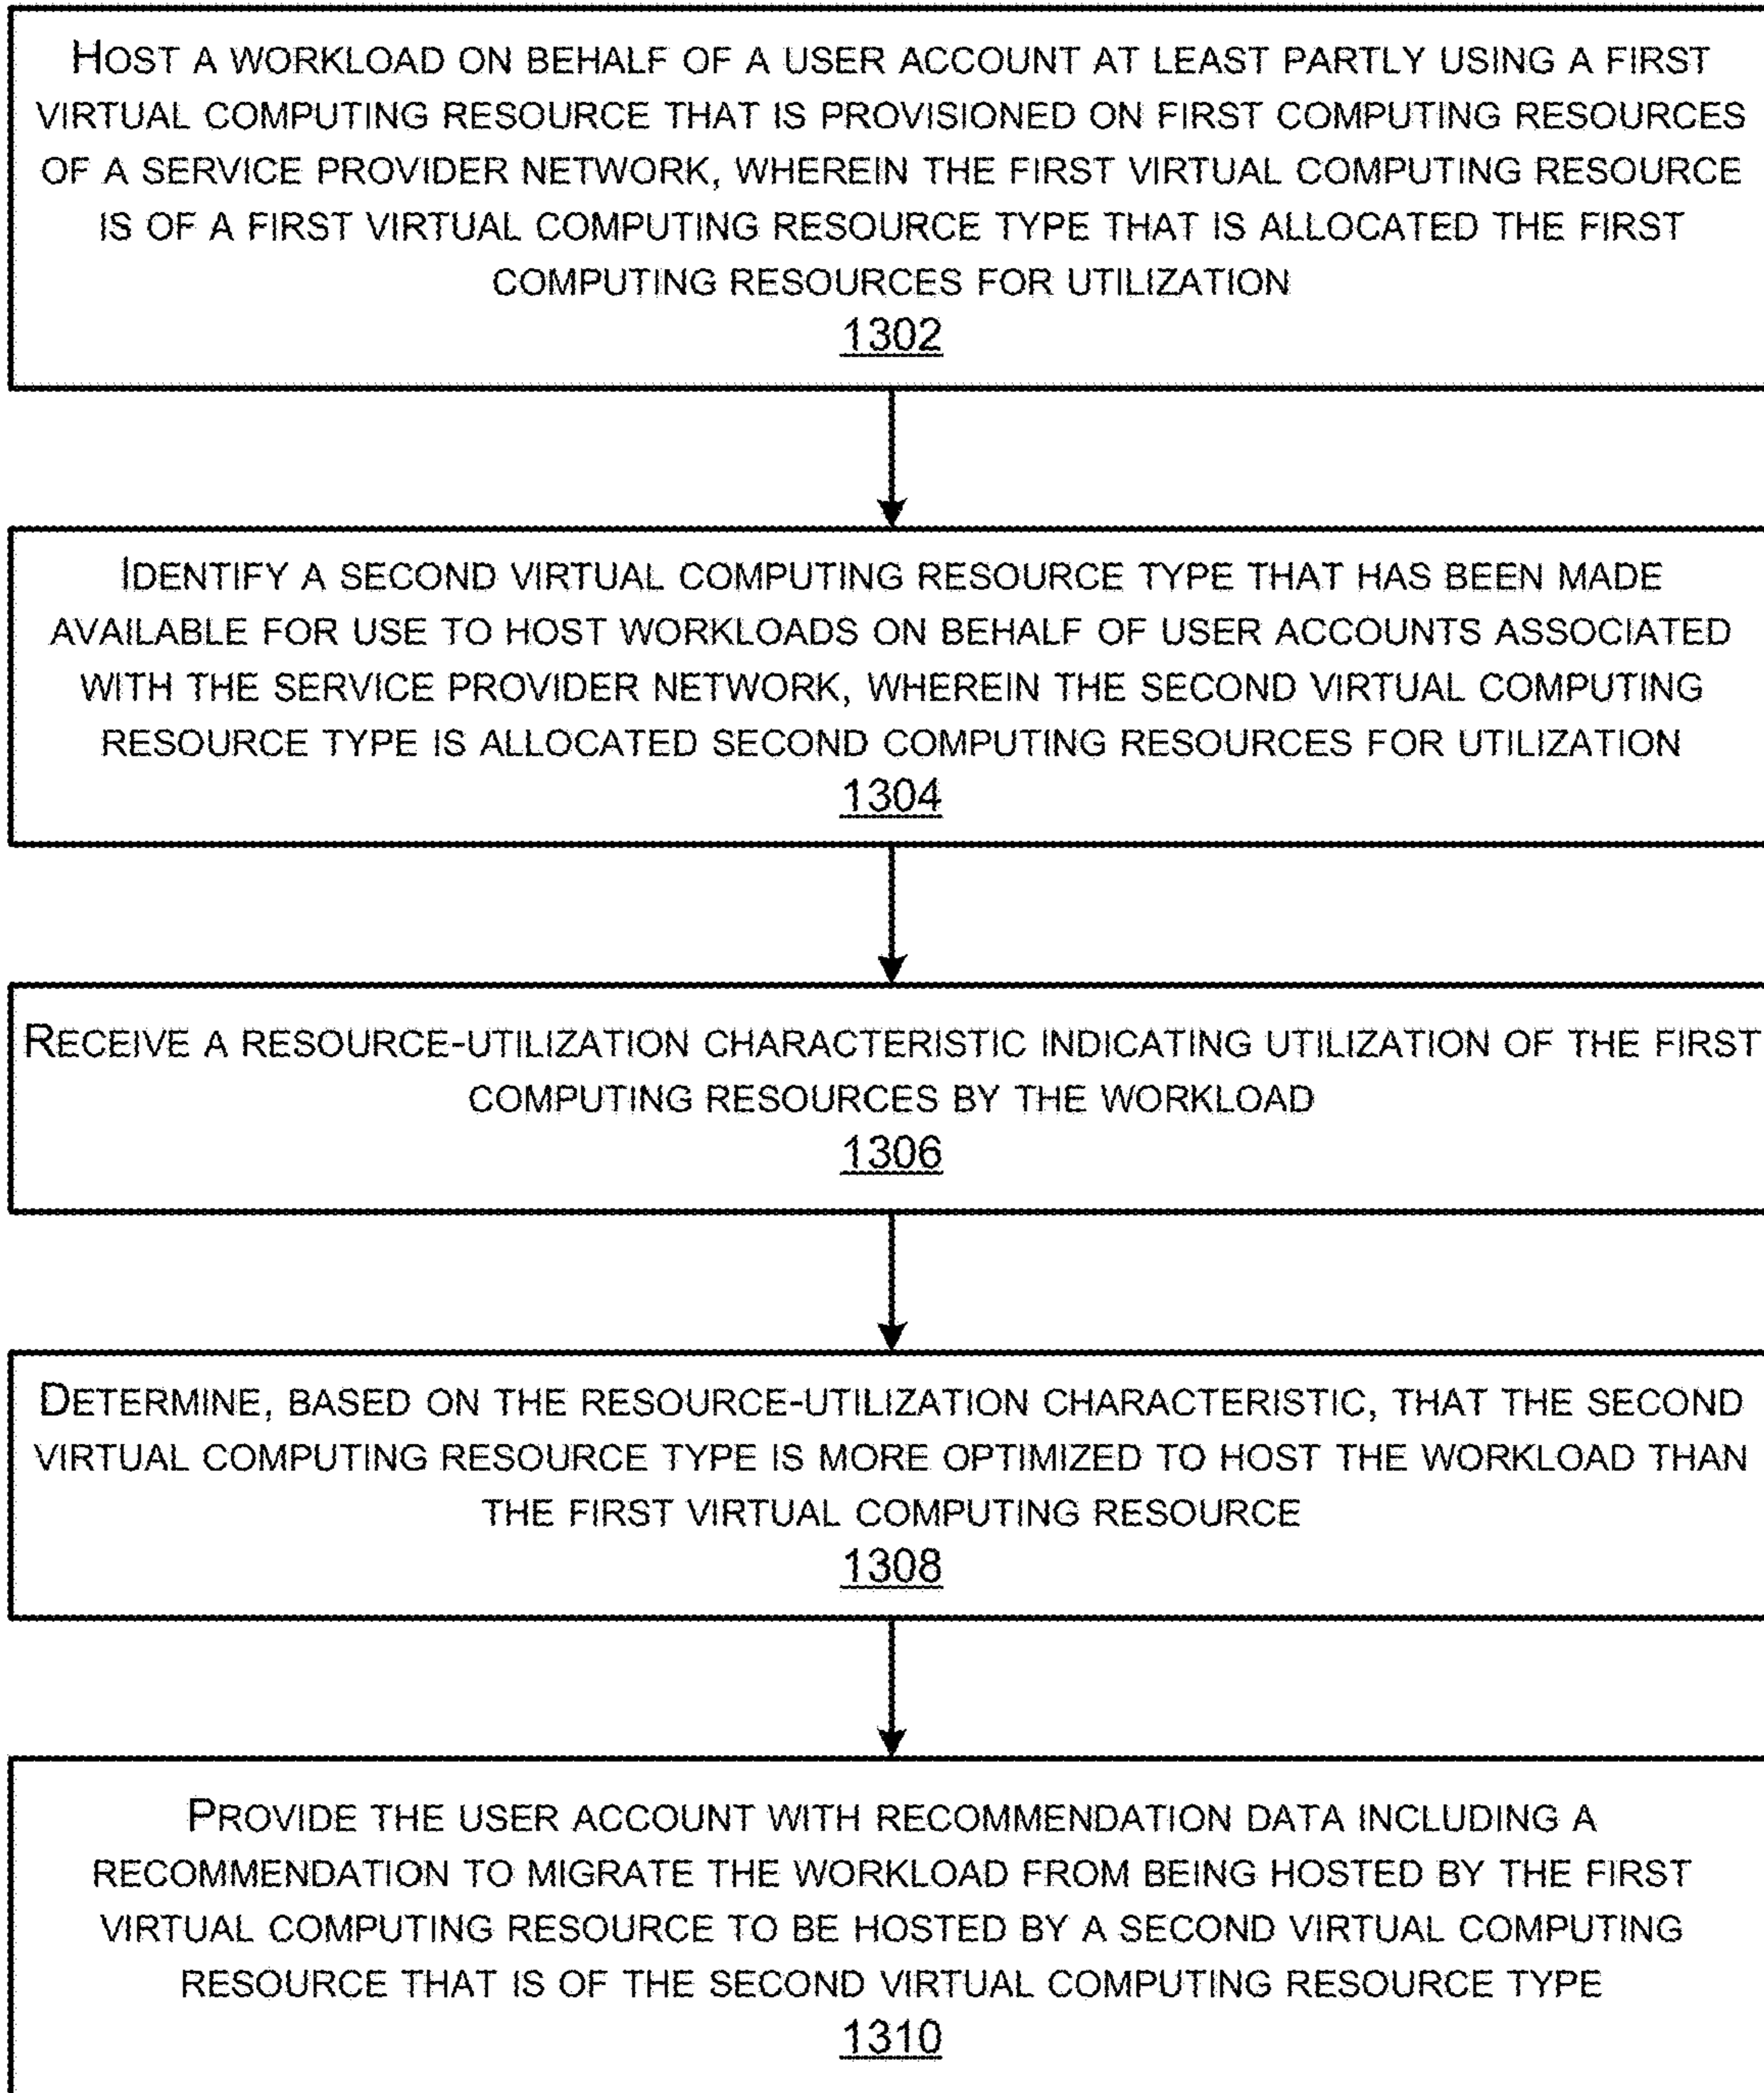 HOST A WORKLOAD ON BEHALF OF A USER ACCOUNT AT LEAST PARTLY USING A FIRST
VIRTUAL COMPUTING RESOURCE THAT IS PROVISIONED ON FIRST COMPUTING RESOURCES
OF A SERVICE PROVIDER NETWORK, WHEREIN THE FIRST VIRTUAL COMPUTING RESOURCE
IS OF A FIRST VIRTUAL COMPUTING RESOURCE TYPE THAT IS ALLOCATED THE FIRST
COMPUTING RESOURCES FOR UTILIZATION
1302
IDENTIFY A SECOND VIRTUAL COMPUTING RESOURCE TYPE THAT HAS BEEN MADE
AVAILABLE FOR USE TO HOST WORKLOADS ON BEHALF OF USER ACCOUNTS ASSOCIATED
WITH THE SERVICE PROVIDER NETWORK, WHEREIN THE SECOND VIRTUAL COMPUTING
RESOURCE TYPE IS ALLOCATED SECOND COMPUTING RESOURCES FOR UTILIZATION
1304
RECEIVE A RESOURCE-UTILIZATION CHARACTERISTIC INDICATING UTILIZATION OF THE FIRST
COMPUTING RESOURCES BY THE WORKLOAD
1306
DETERMINE, BASED ON THE RESOURCE-UTILIZATION CHARACTERISTIC, THAT THE SECOND
VIRTUAL COMPUTING RESOURCE TYPE IS MORE OPTIMIZED TO HOST THE WORKLOAD THAN
THE FIRST VIRTUAL COMPUTING RESOURCE
1308
PROVIDE THE USER ACCOUNT WITH RECOMMENDATION DATA INCLUDING A
RECOMMENDATION TO MIGRATE THE WORKLOAD FROM BEING HOSTED BY THE FIRST
VIRTUAL COMPUTING RESOURCE TO BE HOSTED BY A SECOND VIRTUAL COMPUTING
RESOURCE THAT IS OF THE SECOND VIRTUAL COMPUTING RESOURCE TYPE
1310